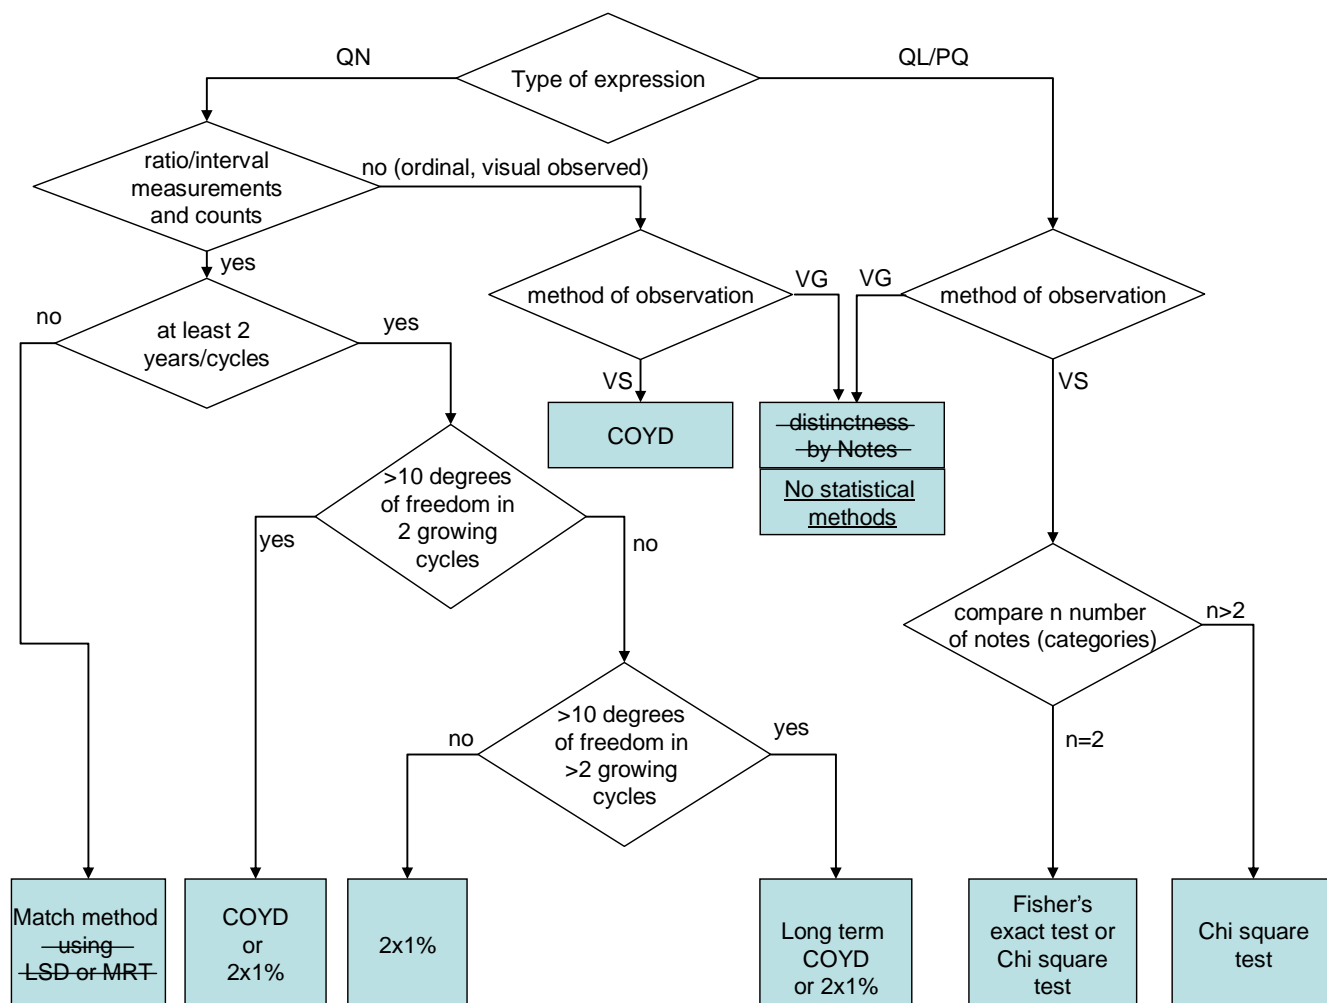 QN
Type of expression
QL/PQ
ratio/interval
measurements
and counts
no (ordinal, visual observed)
yes
method of observation
VG
VG
method of observation
no
at least 2
years/cycles
yes
VS
VS
COYD
distinctness
by Notes
No statistical
methods
>10 degrees
of freedom in
2 growing
cycles
yes
no
compare n number
of notes (categories)
n>2
n=2
>10 degrees
of freedom in
>2 growing
cycles
no
yes
Match method
using
LSD or MRT
COYD
or
2x1%
2x1%
Long term
COYD
or 2x1%
Fisher’s
exact test or
Chi square
test
Chi square
test